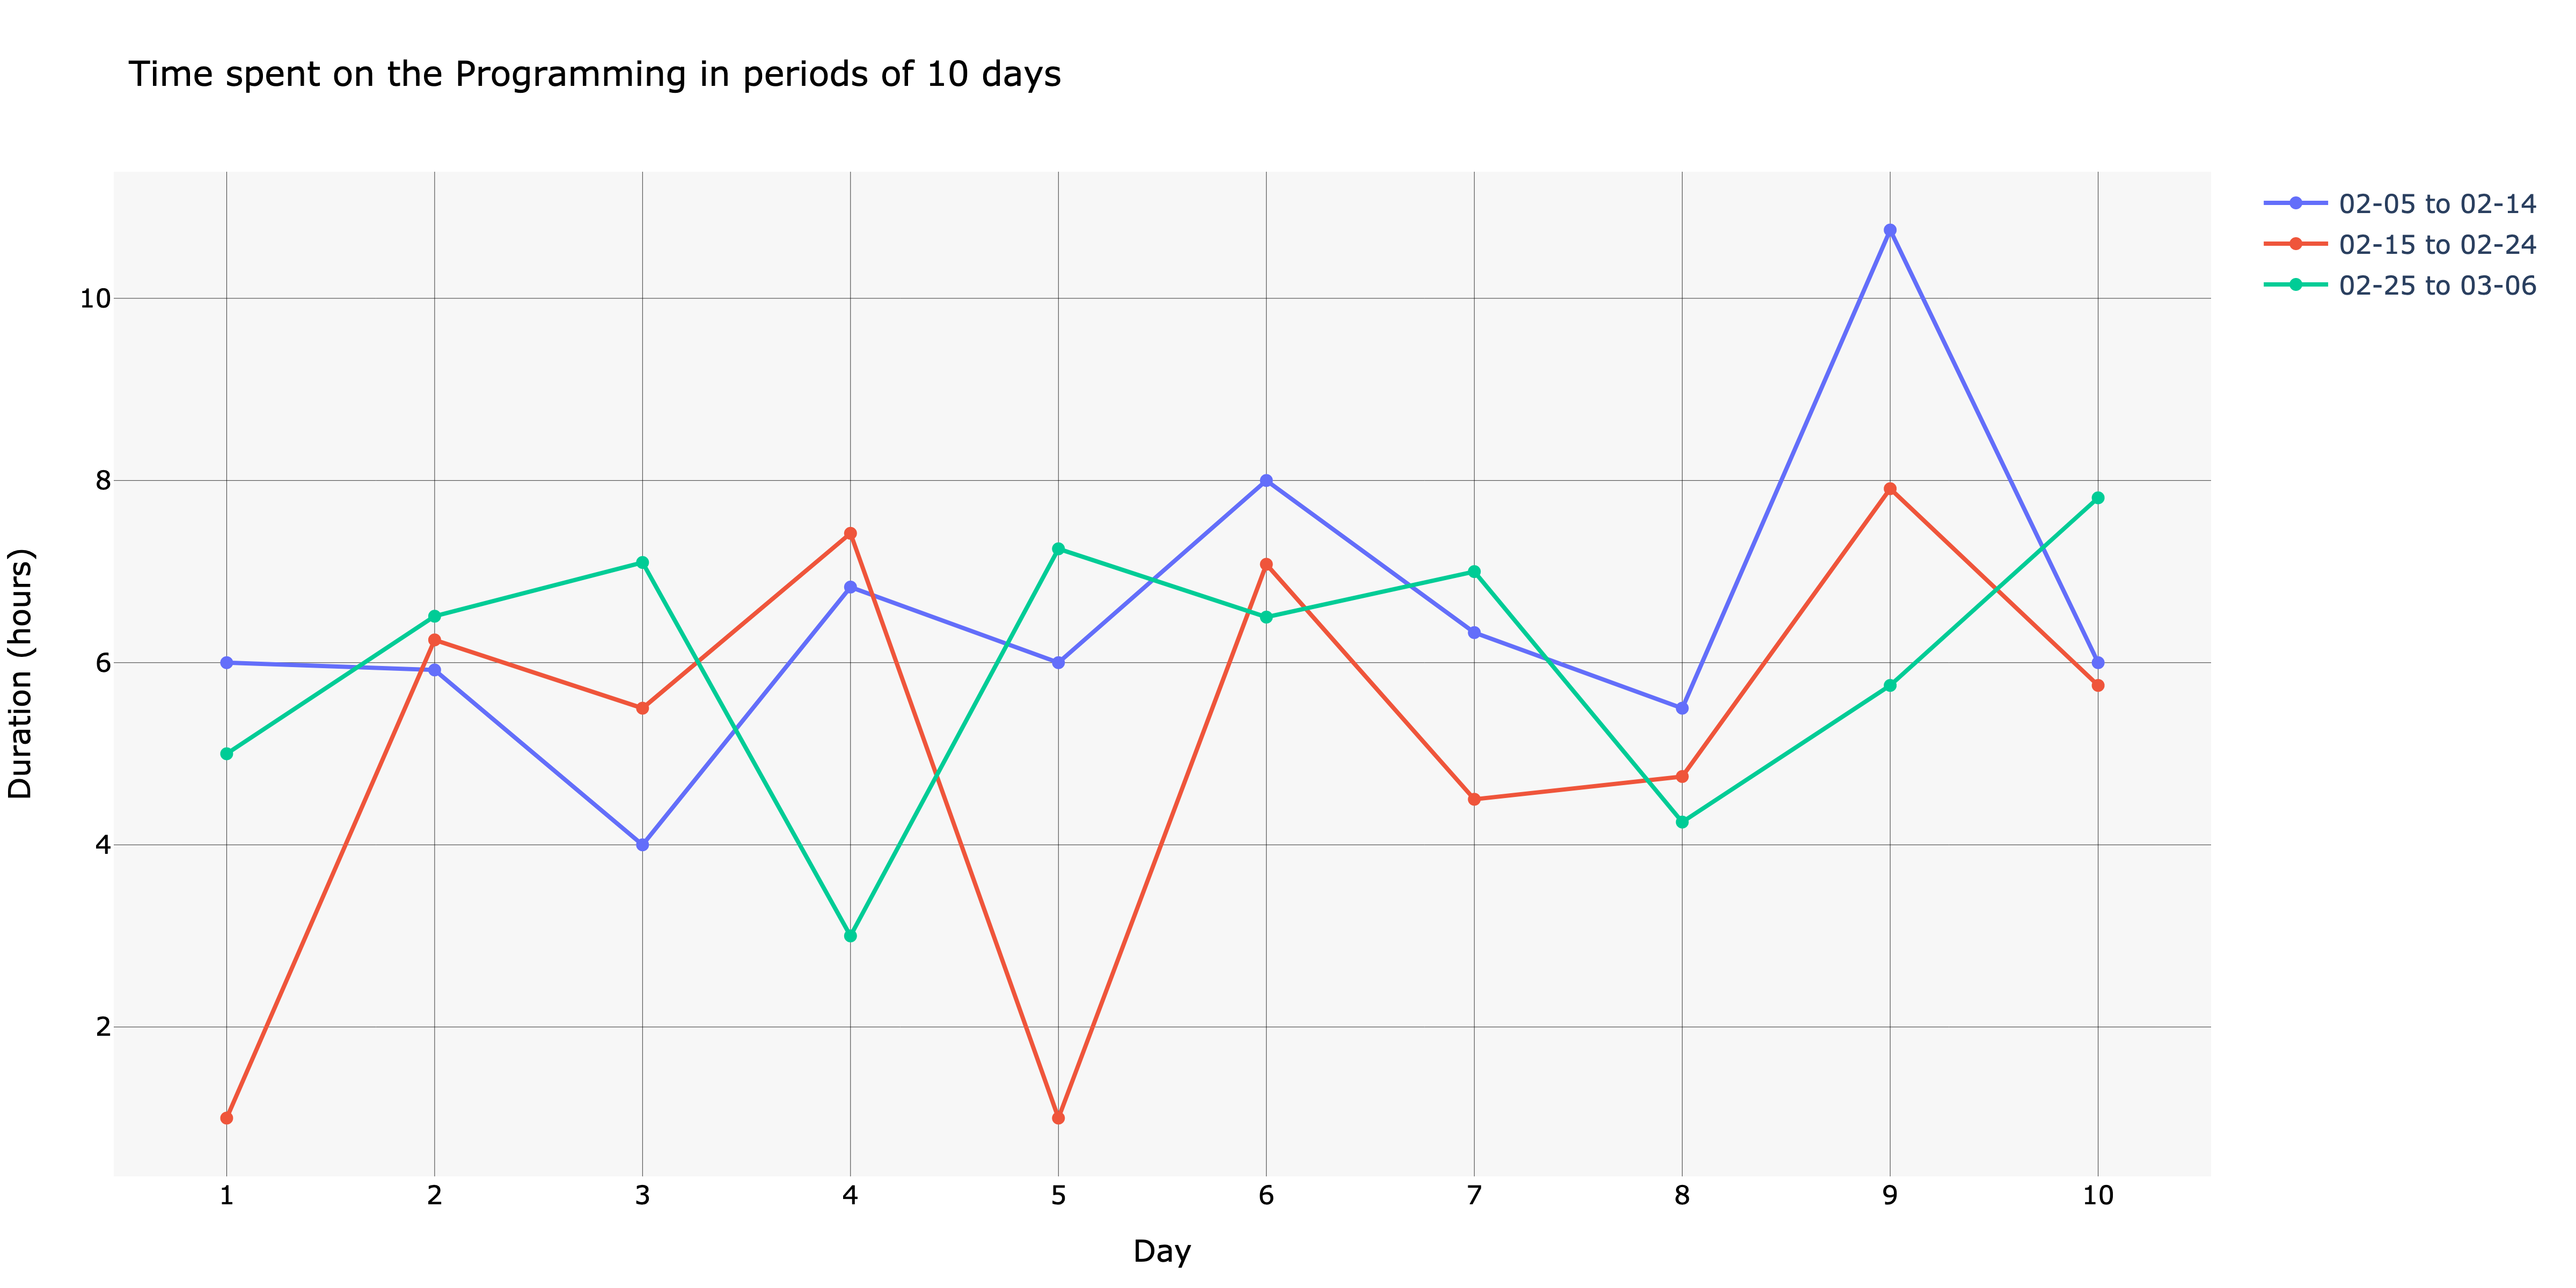 Time spent on the Programming in periods of 10 days
02-05 to 02-14
02-15 to 02-24
02-25 to 03-06
10
8
6
4
2
Duration (hours)
1 2 3 4 5 6 7 8 9 10
Day